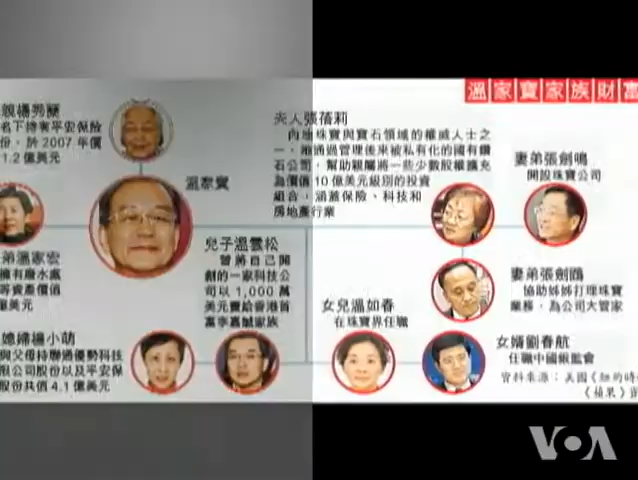 溫家寶家族財富
親楊秀蘭
名下持有平安保險
份，於2007年價
1.2億美元
溫家寶
夫人張蓓莉
內地珠寶與寶石領域的權威人士之
一，她通過管理後來被私有化的國有鑽
石公司，幫助親屬將一些少數股權擴充
為價值10億美元級別的投資
組合，涵蓋保險、科技和
房地產行業
妻弟張劍鳴
開設珠寶公司
弟溫家宏
擁有廢水處
等資產價值
億美元
兒子溫雲松
曾將自己開
創的一家科技公
司以1,000萬
美元賣給香港首
富李嘉誠家族
妻弟張劍鵾
協助姊姊打理珠寶
業務，為公司大管家
女兒溫如春
在珠寶界任職
女婿劉春航
任職中國銀監會
媳婦楊小萌
與父母持聯通優勢科技
限公司股份以及平安保
股份共值4.1億美元
資料來源：美國《紐約時
《蘋果》
VOA